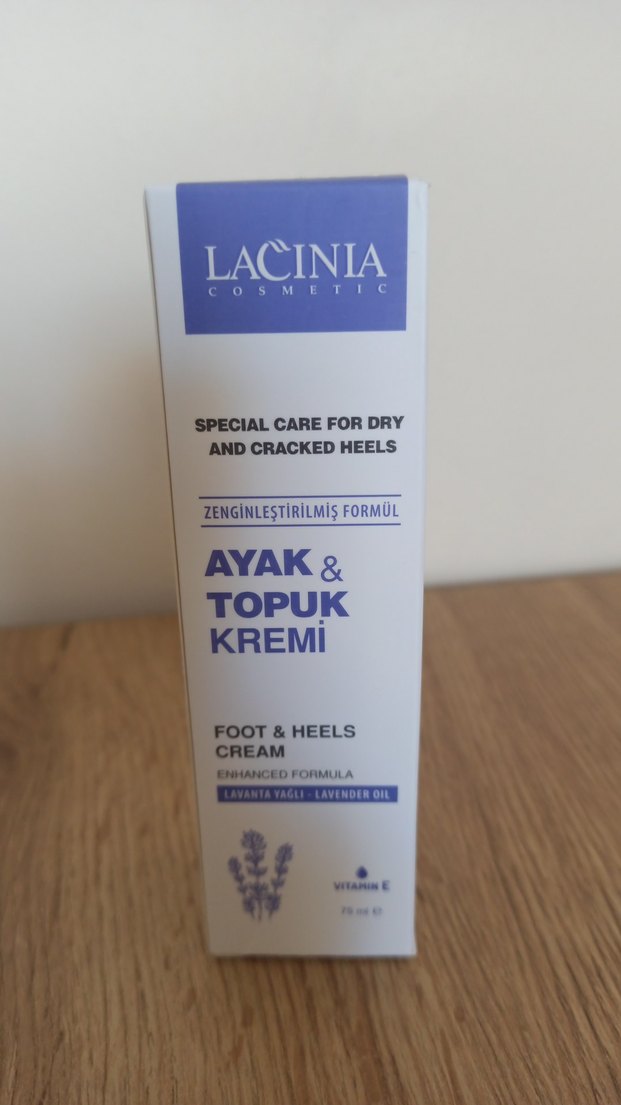 LACINIA
COSMETIC
SPECIAL CARE FOR DRY
AND CRACKED HEELS
ZENGİNLEŞTİRİLMİŞ FORMÜL
AYAK &
TOPUK
KREMİ
FOOT & HEELS
CREAM
ENHANCED FORMULA
LAVANTA YAĞLI - LAVENDER OIL
VITAMIN E
75 ml ℮